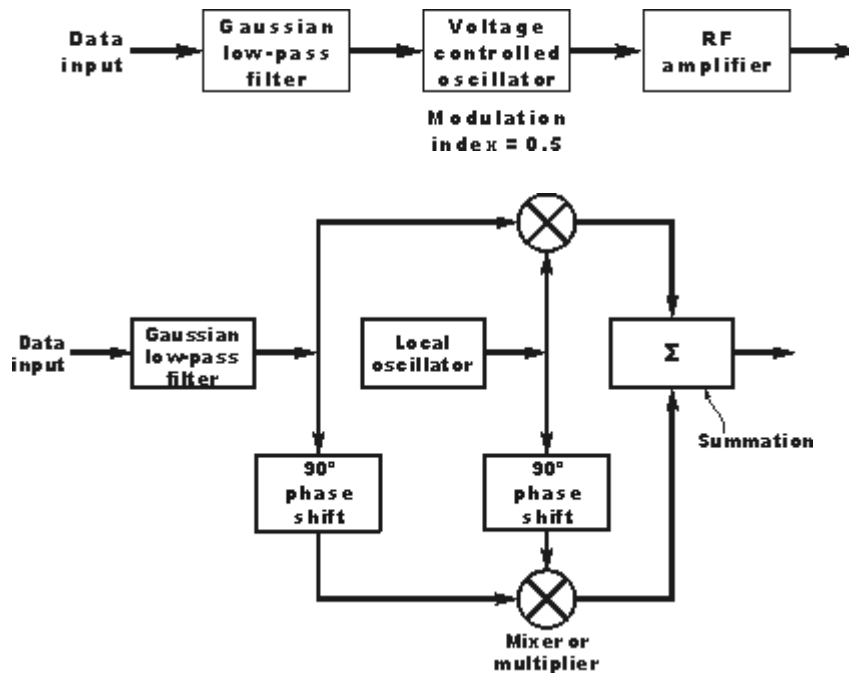 Data
input
Gaussian
low-pass
filter
Voltage
controlled
oscillator
RF
amplifier
Modulation
index = 0.5
Data
input
Gaussian
low-pass
filter
Local
oscillator
Σ
Summation
90°
phase
shift
90°
phase
shift
Mixer or
multiplier